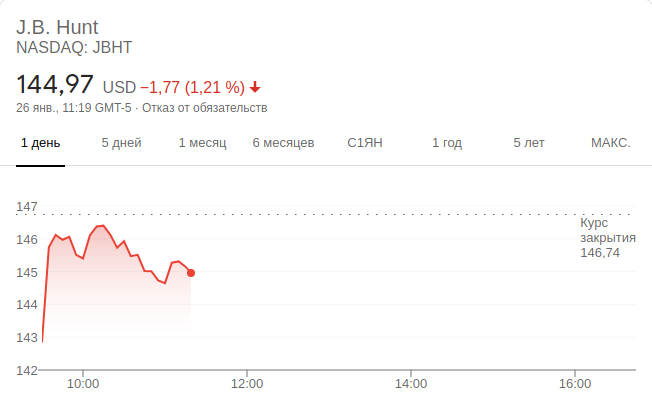 J.B. Hunt
NASDAQ: JBHT
144,97 USD −1,77 (1,21 %)
26 янв., 11:19 GMT-5 · Отказ от обязательств
1 день 5 дней 1 месяц 6 месяцев С1ЯН 1 год 5 лет МАКС.
147
Курс
закрытия
146,74
146
145
144
143
142
10:00 12:00 14:00 16:00